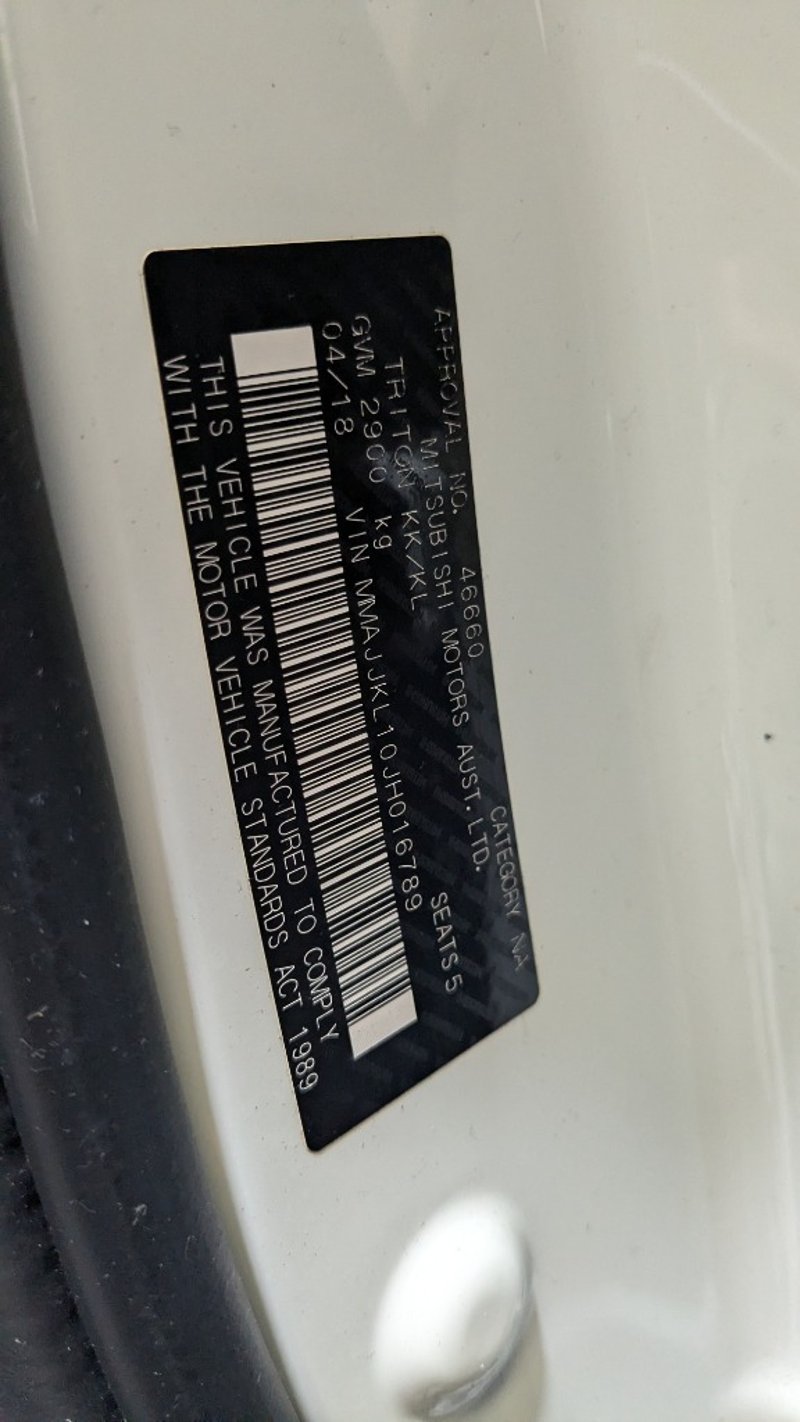 APPROVAL NO. 46660 CATEGORY NA
MITSUBISHI MOTORS AUST. LTD.
TRITON KK/KL
GVM 2900 kg SEATS 5
04/18 VIN MMAJJKL10JH016789
THIS VEHICLE WAS MANUFACTURED TO COMPLY
WITH THE MOTOR VEHICLE STANDARDS ACT 1989